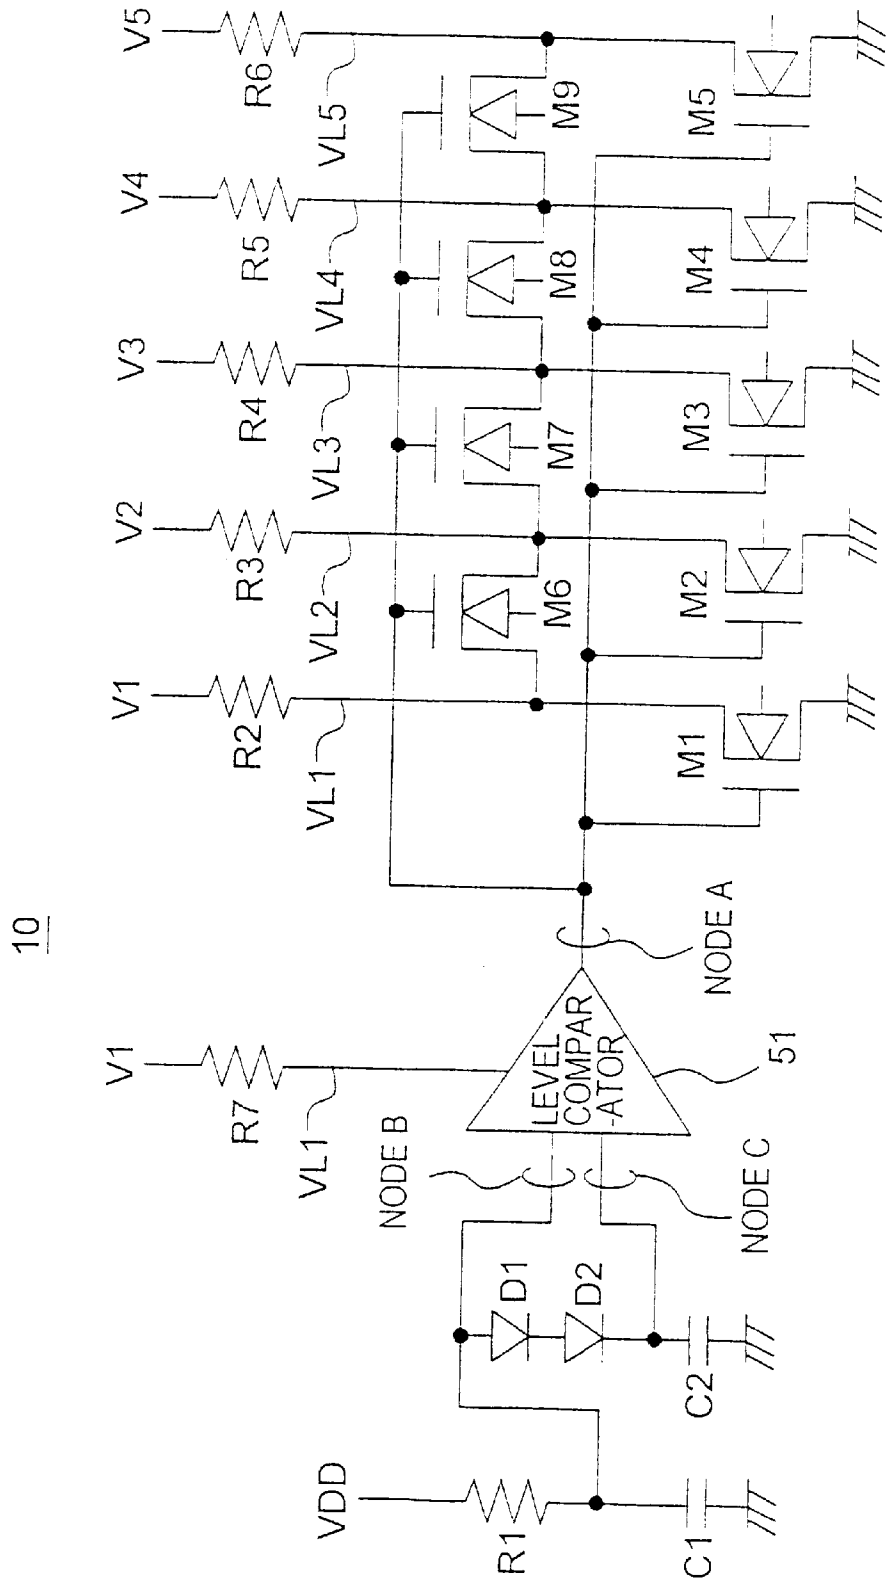 10
V1
V1
V2
V3
V4
V5
R7
R2
R3
R4
R5
R6
VL1
VL1
VL2
VL3
VL4
VL5
VDD
R1
C1
D1
D2
C2
NODE B
NODE C
LEVEL
COMPAR
-ATOR
51
NODE A
M6
M7
M8
M9
M1
M2
M3
M4
M5